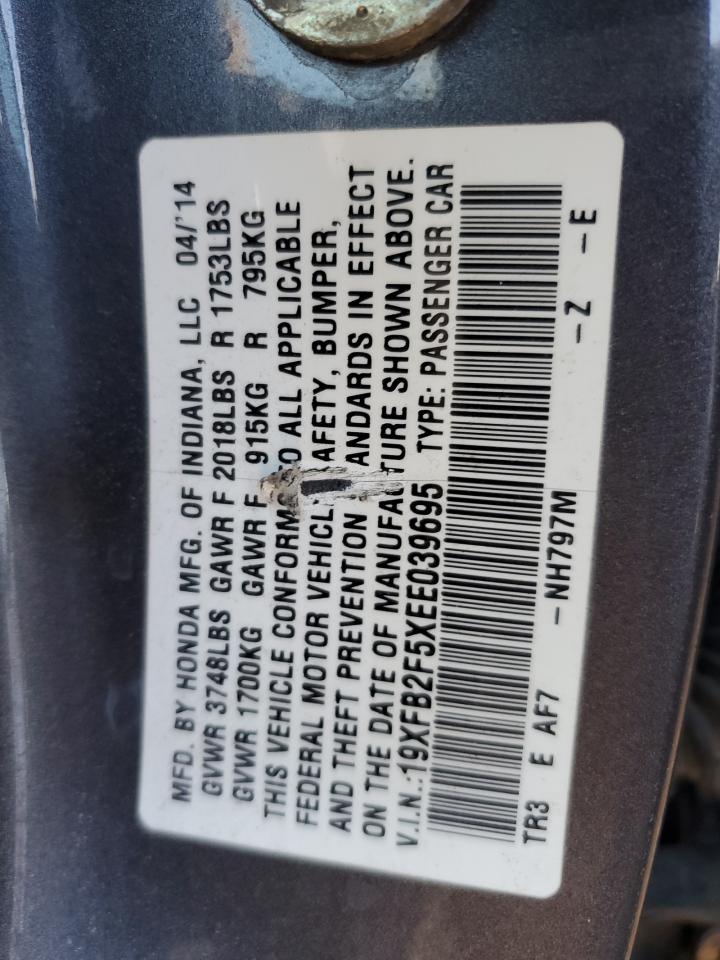 MFD. BY HONDA MFG. OF INDIANA, LLC 04/'14
GVWR 3748LBS GAWR F 2018LBS R 1753LBS
GVWR 1700KG GAWR F 915KG R 795KG
THIS VEHICLE CONFORMS TO ALL APPLICABLE
FEDERAL MOTOR VEHICLE SAFETY, BUMPER,
AND THEFT PREVENTION STANDARDS IN EFFECT
ON THE DATE OF MANUFACTURE SHOWN ABOVE.
V.I.N.:19XFB2F5XEE039695 TYPE: PASSENGER CAR
TR3 E AF7 -NH797M -Z -E